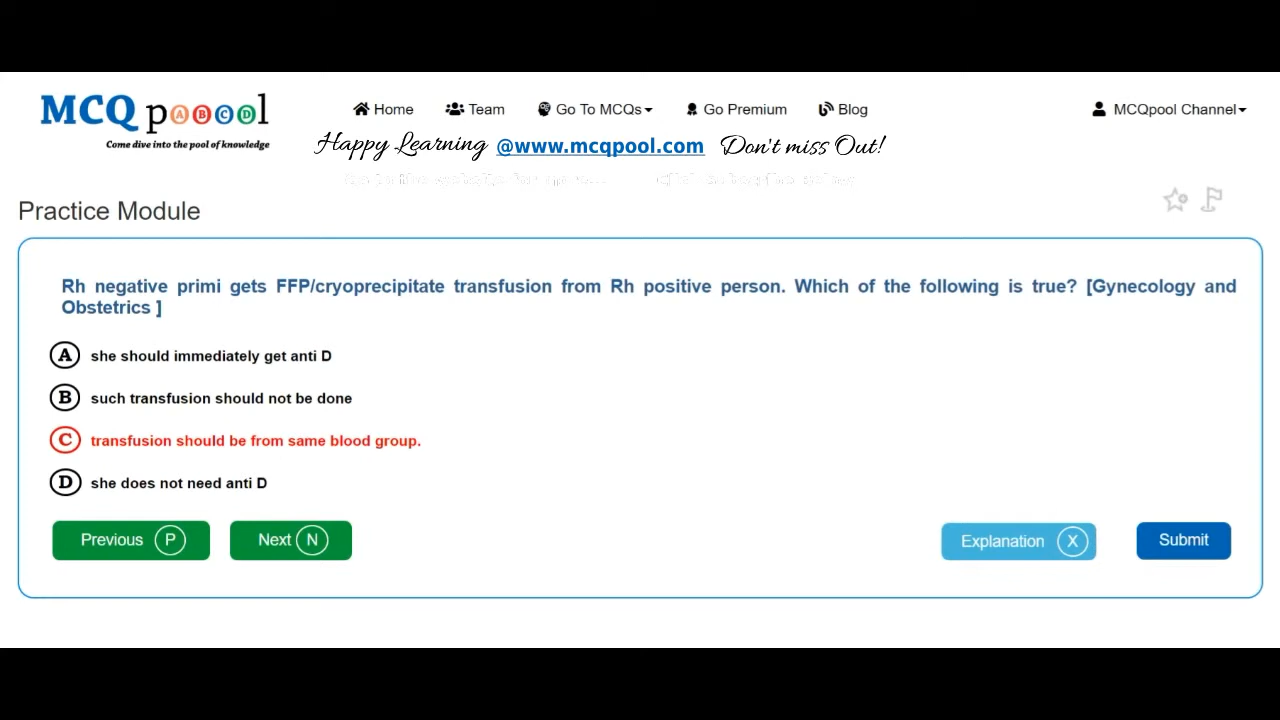 MCQ poool
A B C D
Come dive into the pool of knowledge
Home Team Go To MCQs Go Premium Blog MCQpool Channel
Happy Learning @www.mcqpool.com Don't miss Out!
Practice Module
Rh negative primi gets FFP/cryoprecipitate transfusion from Rh positive person. Which of the following is true? [Gynecology and
Obstetrics ]
A she should immediately get anti D
B such transfusion should not be done
C transfusion should be from same blood group.
D she does not need anti D
Previous P Next N Explanation X Submit